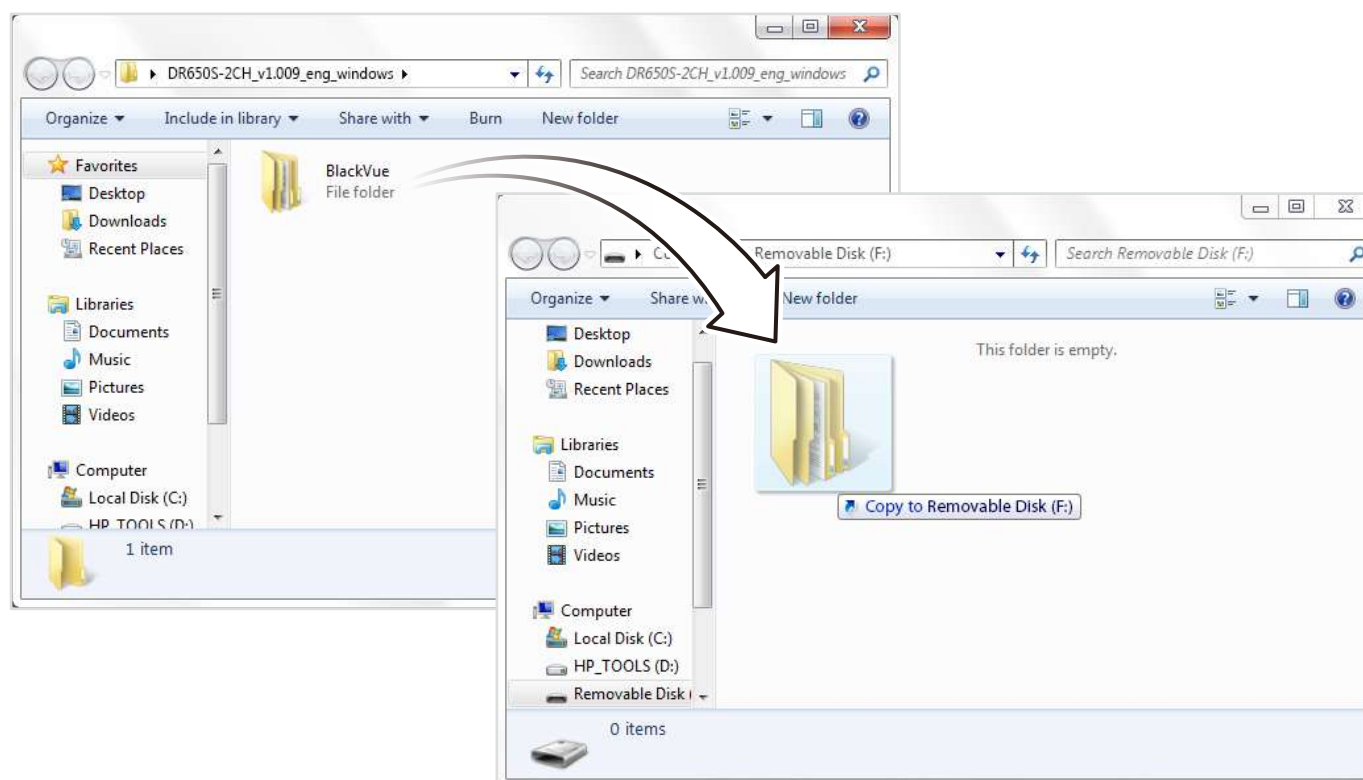 DR650S-2CH_v1.009_eng_windows
Search DR650S-2CH_v1.009_eng_windows
Organize
Include in library
Share with
Burn
New folder
Favorites
Desktop
Downloads
Recent Places
Libraries
Documents
Music
Pictures
Videos
Computer
Local Disk (C:)
HP_TOOLS (D:)
BlackVue
File folder
1 item
Removable Disk (F:)
Search Removable Disk (F:)
Organize
Share
New folder
Desktop
Downloads
Recent Places
Libraries
Documents
Music
Pictures
Videos
Computer
Local Disk (C:)
HP_TOOLS (D:)
Removable Disk
This folder is empty.
Copy to Removable Disk (F:)
0 items